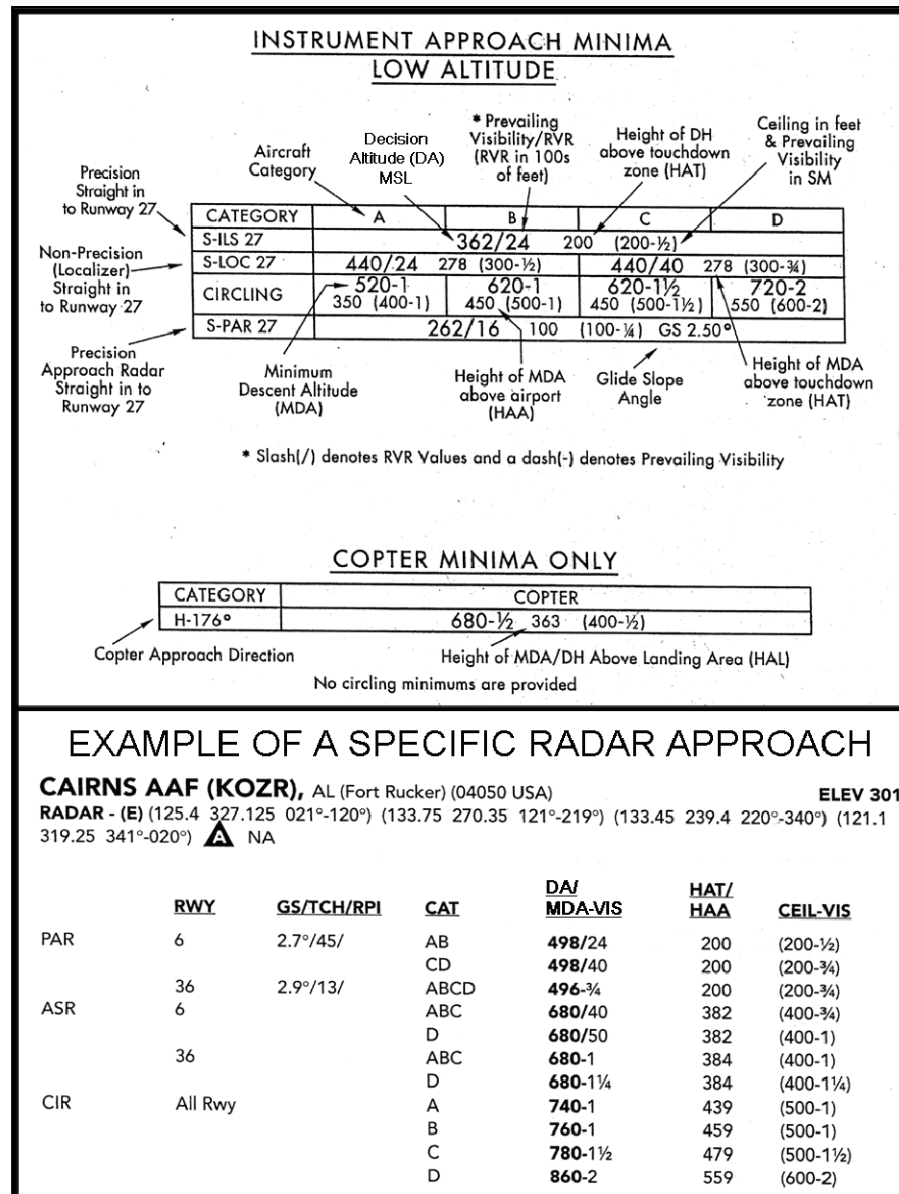 INSTRUMENT APPROACH MINIMA
LOW ALTITUDE
Precision
Straight in
to Runway 27
Aircraft
Category
Decision
Altitude (DA)
MSL
* Prevailing
Visibility/RVR
(RVR in 100s
of feet)
Height of DH
above touchdown
zone (HAT)
Ceiling in feet
& Prevailing
Visibility
in SM
Non-Precision
(Localizer)
Straight in
to Runway 27
CATEGORY A B C D
S-ILS 27 362/24 200 (200-½)
S-LOC 27 440/24 278 (300-½) 440/40 278 (300-¾)
CIRCLING 520-1 620-1 620-1½ 720-2
350 (400-1) 450 (500-1) 450 (500-1½) 550 (600-2)
S-PAR 27 262/16 100 (100-¼) GS 2.50°
Precision
Approach Radar
Straight in to
Runway 27
Minimum
Descent Altitude
(MDA)
Height of MDA
above airport
(HAA)
Glide Slope
Angle
Height of MDA
above touchdown
zone (HAT)
* Slash(/) denotes RVR Values and a dash(-) denotes Prevailing Visibility
COPTER MINIMA ONLY
CATEGORY COPTER
H-176° 680-½ 363 (400-½)
Copter Approach Direction Height of MDA/DH Above Landing Area (HAL)
No circling minimums are provided
EXAMPLE OF A SPECIFIC RADAR APPROACH
CAIRNS AAF (KOZR), AL (Fort Rucker) (04050 USA) ELEV 301
RADAR - (E) (125.4 327.125 021°-120°) (133.75 270.35 121°-219°) (133.45 239.4 220°-340°) (121.1
319.25 341°-020°) A NA
DA/ HAT/
RWY GS/TCH/RPI CAT MDA-VIS HAA CEIL-VIS
PAR 6 2.7°/45/ AB 498/24 200 (200-½)
CD 498/40 200 (200-¾)
36 2.9°/13/ ABCD 496-¾ 200 (200-¾)
ASR 6 ABC 680/40 382 (400-¾)
D 680/50 382 (400-1)
36 ABC 680-1 384 (400-1)
D 680-1¼ 384 (400-1¼)
CIR All Rwy A 740-1 439 (500-1)
B 760-1 459 (500-1)
C 780-1½ 479 (500-1½)
D 860-2 559 (600-2)